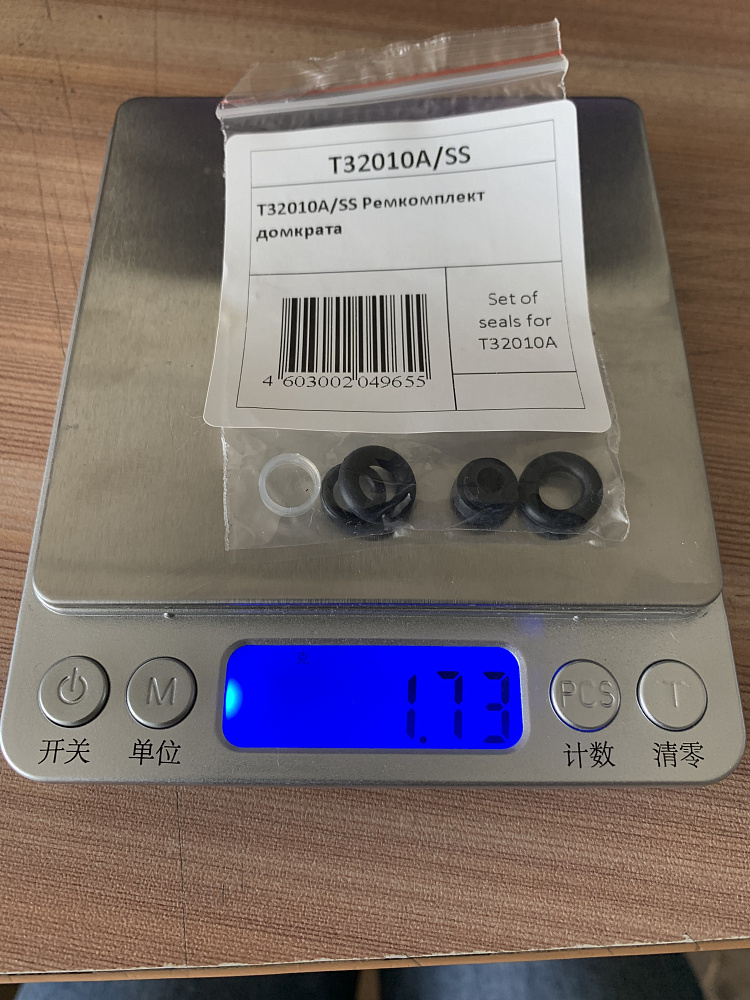 T32010A/SS
T32010A/SS Ремкомплект
домкрата
Set of
seals for
T32010A
4 603002 049655
1.73
M
PCS
T
开关
单位
计数
清零